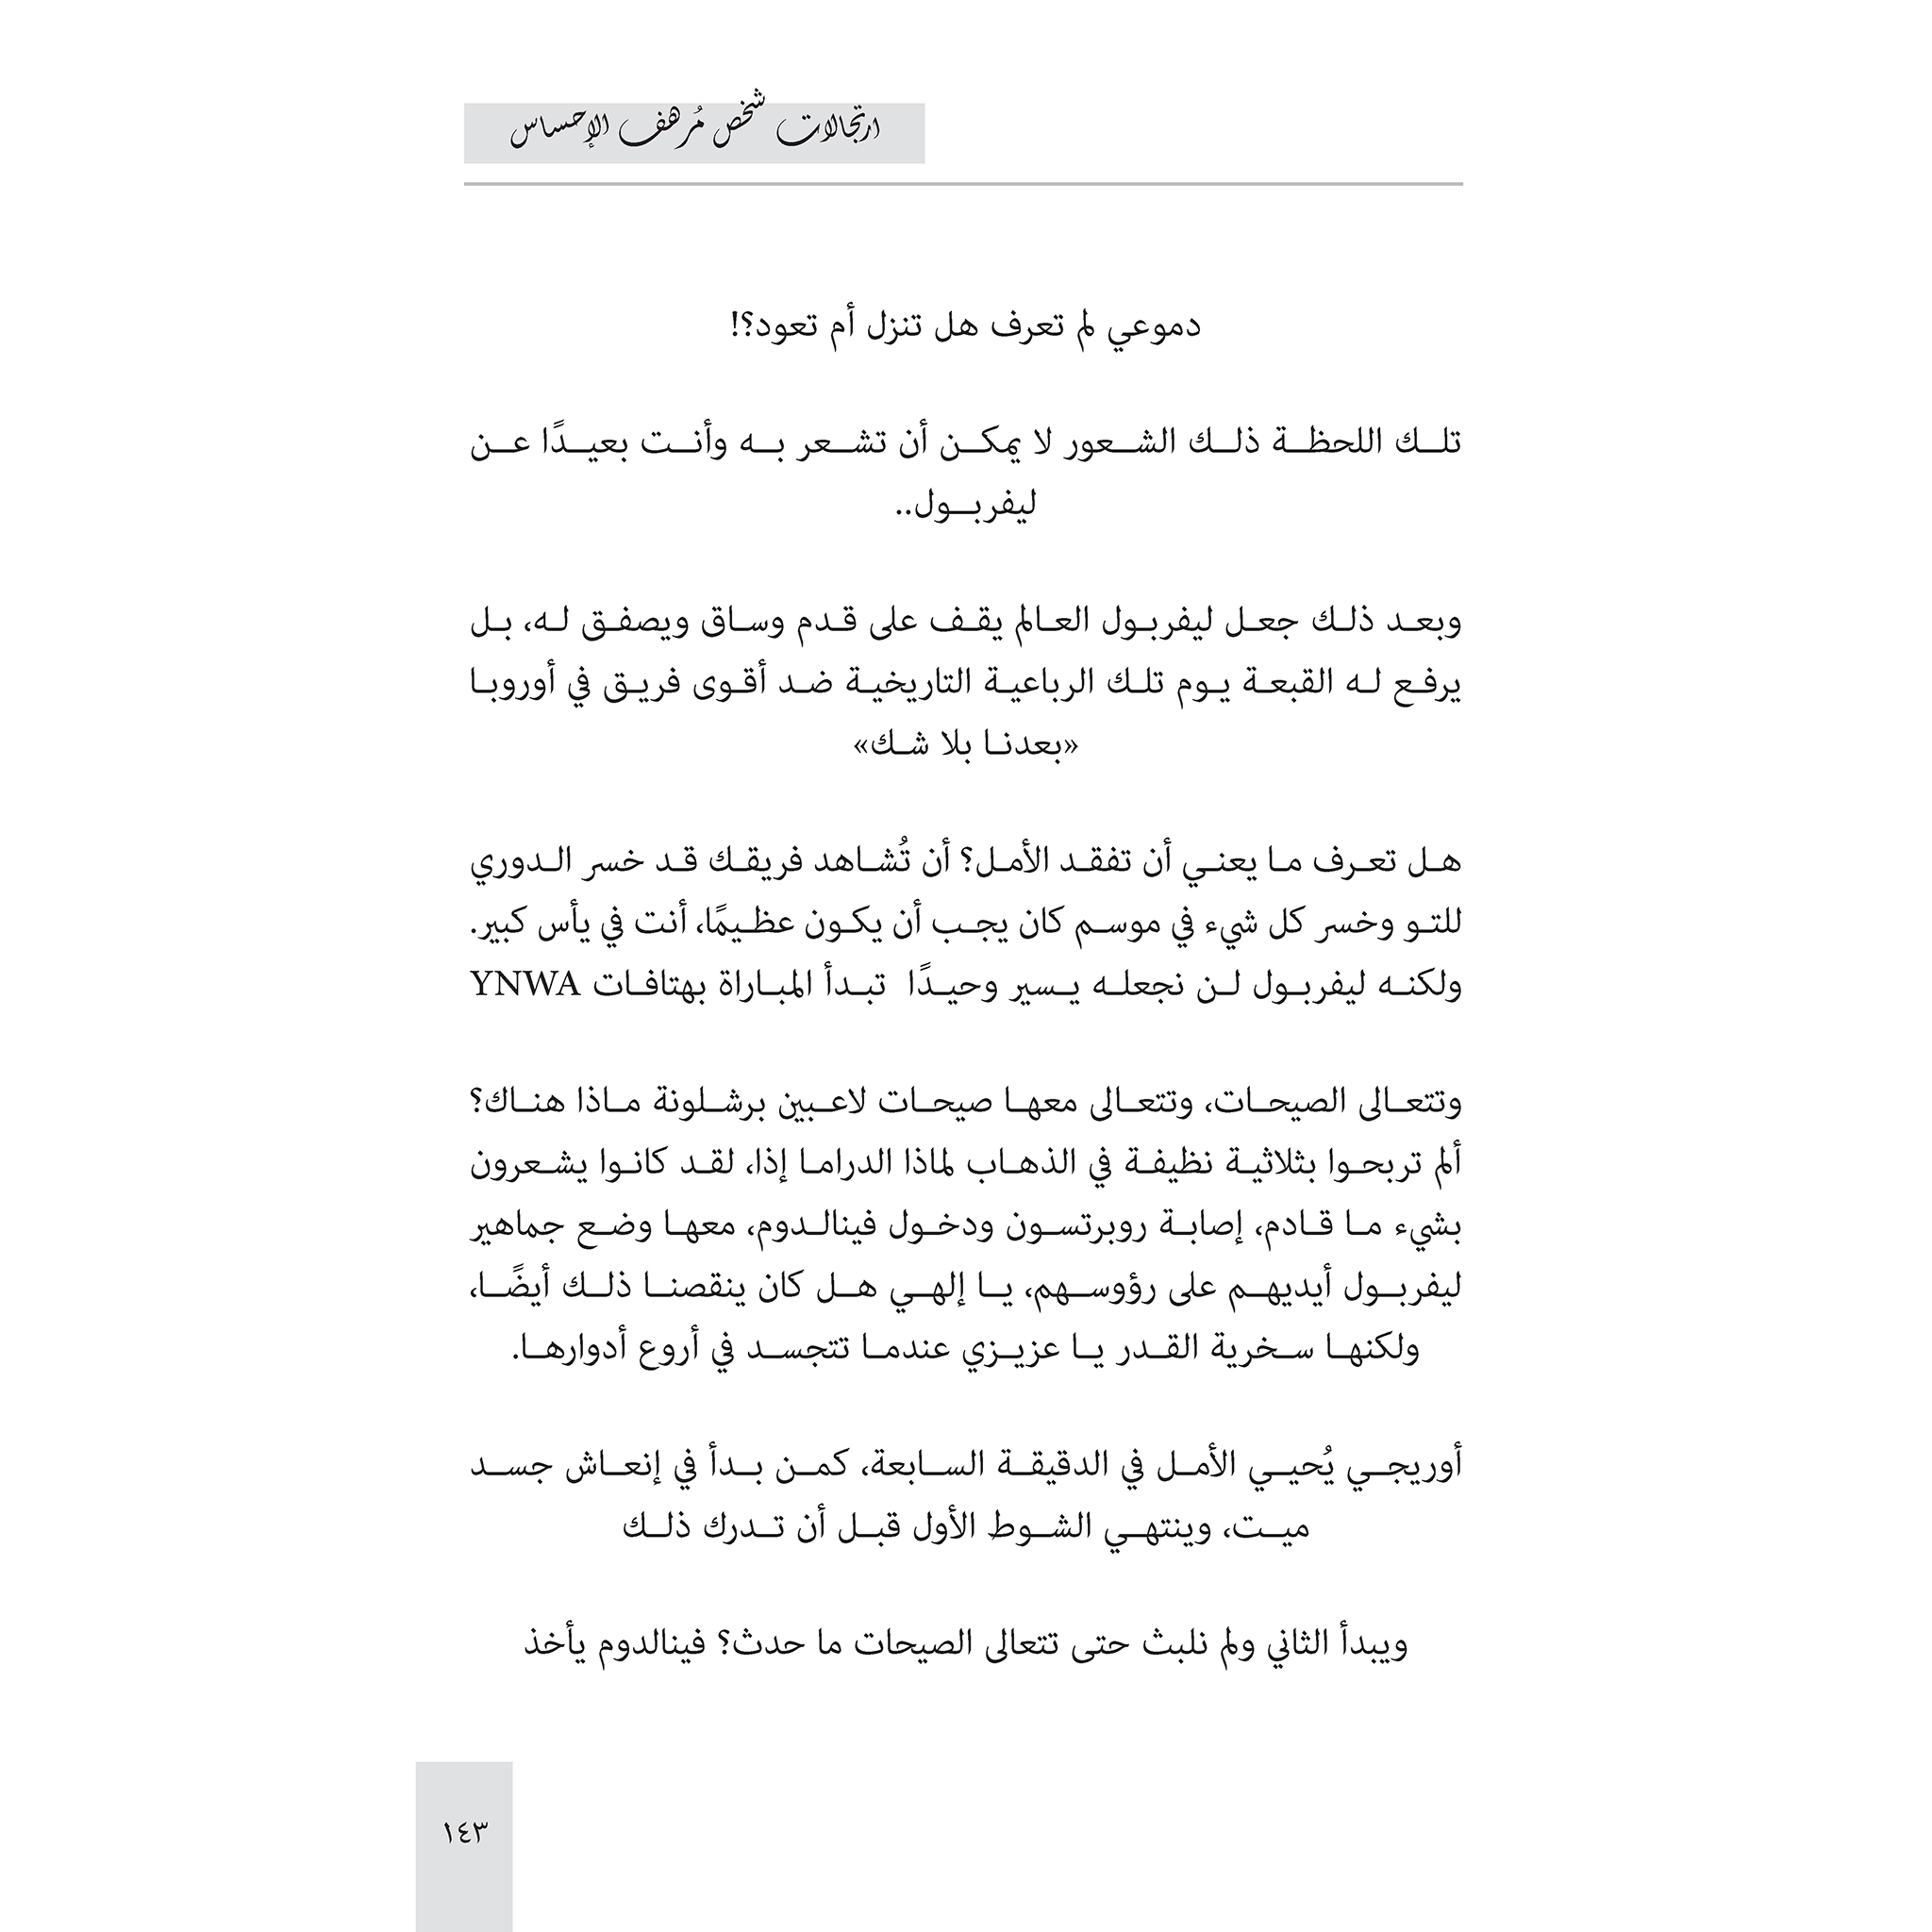 ارتجالات شخص مُرهف الإحساس
دموعي لم تعرف هل تنزل أم تعود؟!
تلك اللحظة ذلك الشعور لا يمكن أن تشعر به وأنت بعيدًا عن
ليفربول..
وبعد ذلك جعل ليفربول العالم يقف على قدم وساق ويصفق له، بل
يرفع له القبعة يوم تلك الرباعية التاريخية ضد أقوى فريق في أوروبا
«بعدنا بلا شك»
هل تعرف ما يعني أن تفقد الأمل؟ أن تُشاهد فريقك قد خسر الدوري
للتو وخسر كل شيء في موسم كان يجب أن يكون عظيمًا، أنت في يأس كبير.
ولكنه ليفربول لن نجعله يسير وحيدًا تبدأ المباراة بهتافات YNWA
وتتعالى الصيحات، وتتعالى معها صيحات لاعبين برشلونة ماذا هناك؟
ألم تربحوا بثلاثية نظيفة في الذهاب لماذا الدراما إذا، لقد كانوا يشعرون
بشيء ما قادم، إصابة روبرتسون ودخول فينالدوم، معها وضع جماهير
ليفربول أيديهم على رؤوسهم، يا إلهي هل كان ينقصنا ذلك أيضًا،
ولكنها سخرية القدر يا عزيزي عندما تتجسد في أروع أدوارها.
أوريجي يُحيي الأمل في الدقيقة السابعة، كمن بدأ في إنعاش جسد
ميت، وينتهي الشوط الأول قبل أن تدرك ذلك
ويبدأ الثاني ولم نلبث حتى تتعالى الصيحات ما حدث؟ فينالدوم يأخذ
١٤٣